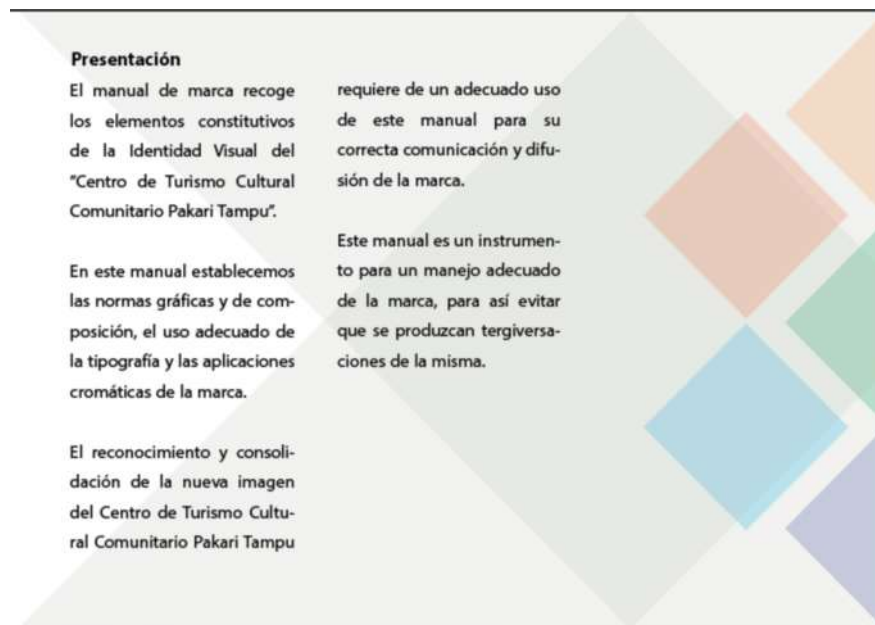 Presentación
El manual de marca recoge
los elementos constitutivos
de la Identidad Visual del
"Centro de Turismo Cultural
Comunitario Pakari Tampu".
En este manual establecemos
las normas gráficas y de com-
posición, el uso adecuado de
la tipografía y las aplicaciones
cromáticas de la marca.
El reconocimiento y consoli-
dación de la nueva imagen
del Centro de Turismo Cultu-
ral Comunitario Pakari Tampu
requiere de un adecuado uso
de este manual para su
correcta comunicación y difu-
sión de la marca.
Este manual es un instrumen-
to para un manejo adecuado
de la marca, para así evitar
que se produzcan tergiversa-
ciones de la misma.